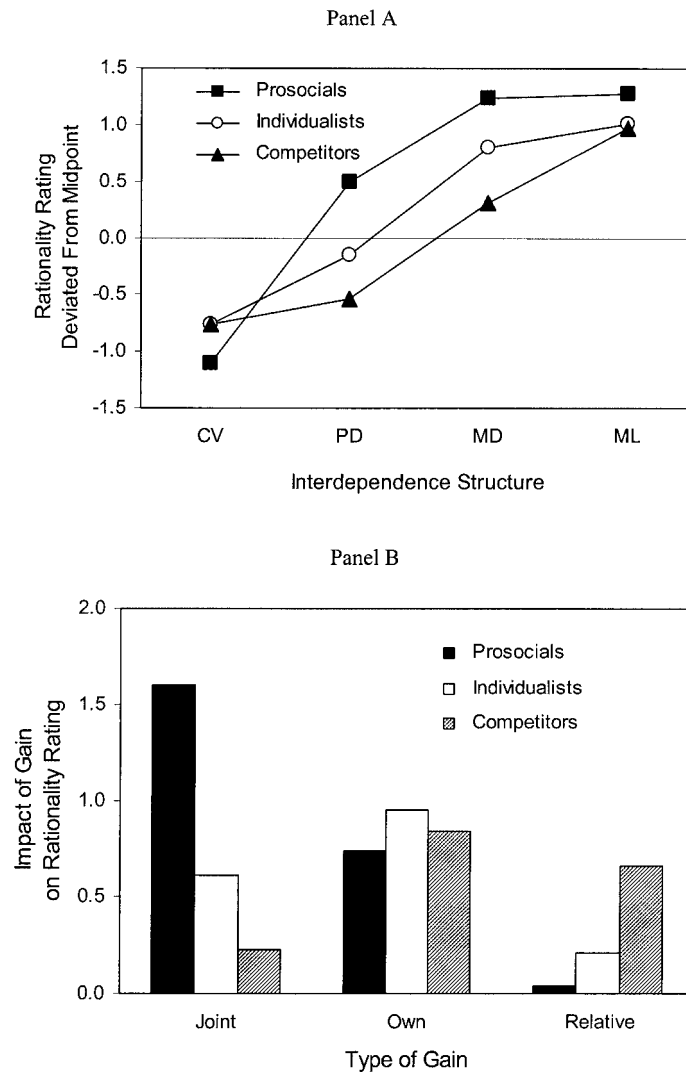 Panel A
1.5
1.0
0.5
0.0
-0.5
-1.0
-1.5
Rationality Rating
Deviated From Midpoint
Prosocials
Individualists
Competitors
CV PD MD ML
Interdependence Structure
Panel B
2.0
1.5
1.0
0.5
0.0
Impact of Gain
on Rationality Rating
Prosocials
Individualists
Competitors
Joint Own Relative
Type of Gain